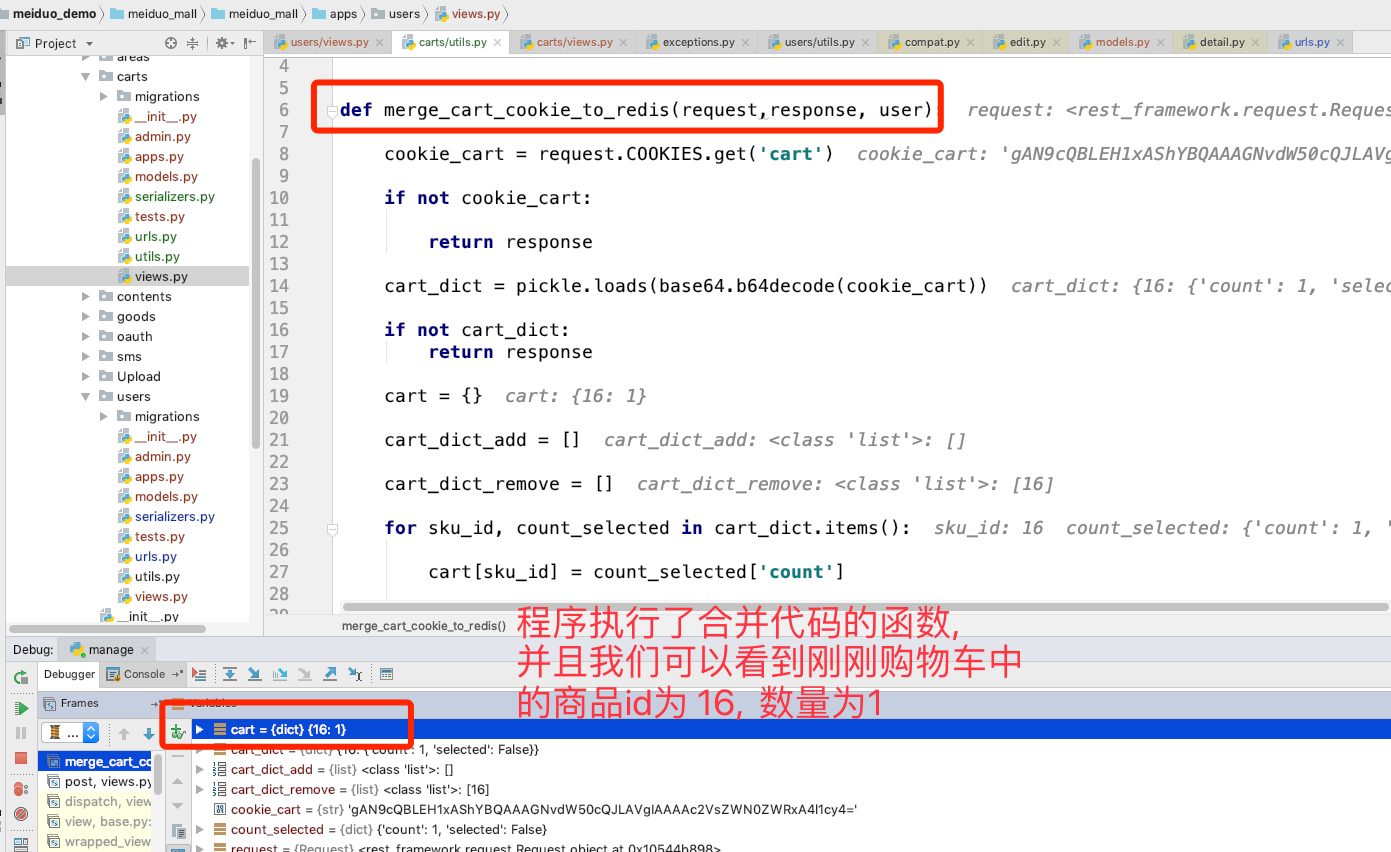 meiduo_demo meiduo_mall meiduo_mall apps users views.py
Project users/views.py carts/utils.py carts/views.py exceptions.py users/utils.py compat.py edit.py models.py detail.py urls.py
areas
carts
migrations
__init__.py
admin.py
apps.py
models.py
serializers.py
tests.py
urls.py
utils.py
views.py
contents
goods
oauth
sms
Upload
users
migrations
__init__.py
admin.py
apps.py
models.py
serializers.py
tests.py
urls.py
utils.py
views.py
__init__.py
4
5
6 def merge_cart_cookie_to_redis(request,response, user): request: <rest_framework.request.Reques
7
8 cookie_cart = request.COOKIES.get('cart') cookie_cart: 'gAN9cQBLEH1xAShYBQAAAGNvdW50cQJLAVg
9
10 if not cookie_cart:
11
12 return response
13
14 cart_dict = pickle.loads(base64.b64decode(cookie_cart)) cart_dict: {16: {'count': 1, 'selec
15
16 if not cart_dict:
17 return response
18
19 cart = {} cart: {16: 1}
20
21 cart_dict_add = [] cart_dict_add: <class 'list'>: []
22
23 cart_dict_remove = [] cart_dict_remove: <class 'list'>: [16]
24
25 for sku_id, count_selected in cart_dict.items(): sku_id: 16 count_selected: {'count': 1, '
26
27 cart[sku_id] = count_selected['count']
28
merge_cart_cookie_to_redis()
程序执行了合并代码的函数,
并且我们可以看到刚刚购物车中
的商品id为 16, 数量为1
Debug: manage
Debugger Console
Frames Variables
...
merge_cart_co
post, views.py
dispatch, view
view, base.py:
wrapped_view
cart = {dict} {16: 1}
cart_dict = {dict} {16: {'count': 1, 'selected': False}}
cart_dict_add = {list} <class 'list'>: []
cart_dict_remove = {list} <class 'list'>: [16]
cookie_cart = {str} 'gAN9cQBLEH1xAShYBQAAAGNvdW50cQJLAVgIAAAAc2VsZWN0ZWRxA4l1cy4='
count_selected = {dict} {'count': 1, 'selected': False}
request = {Request} <rest_framework.request.Request object at 0x10544b898>